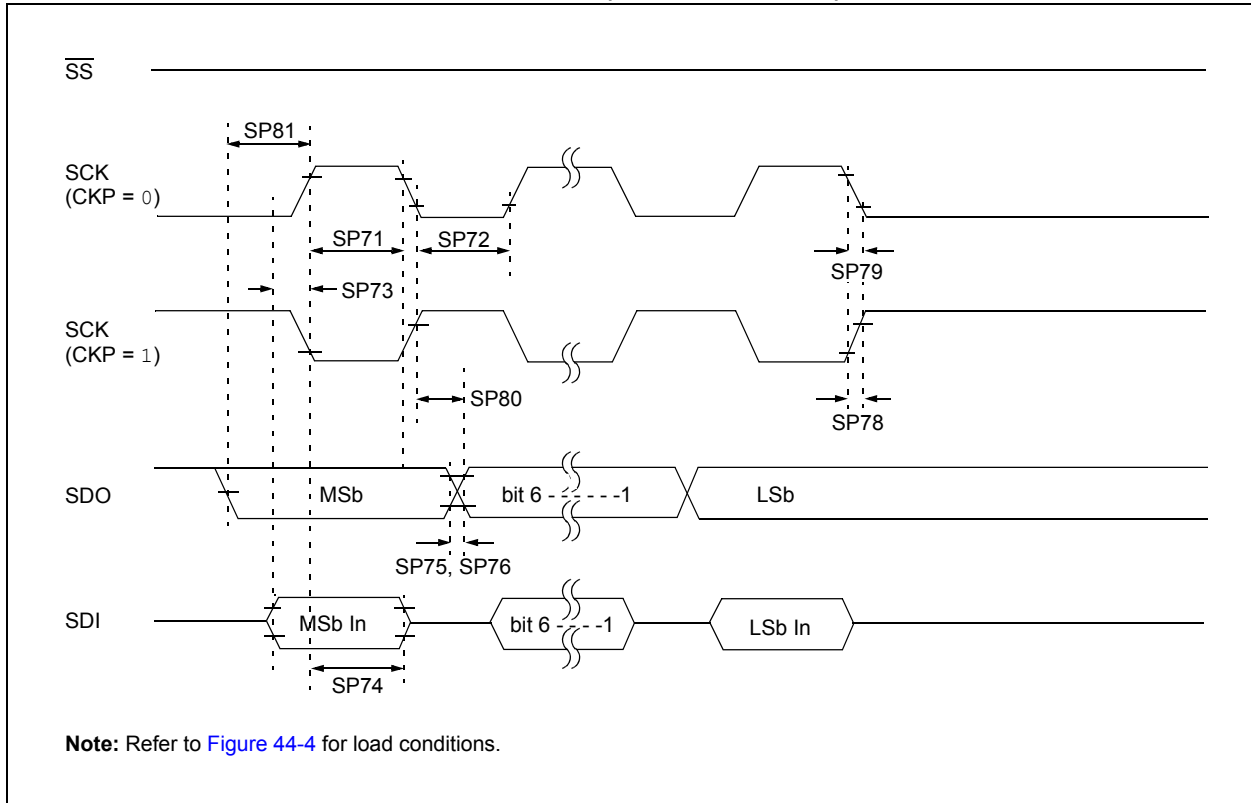 SS
SP81
SCK
(CKP = 0)
SP71
SP72
SP79
SP73
SCK
(CKP = 1)
SP80
SP78
SDO
MSb
bit 6 - - - - - -1
LSb
SP75, SP76
SDI
MSb In
bit 6 - - - -1
LSb In
SP74
Note: Refer to Figure 44-4 for load conditions.